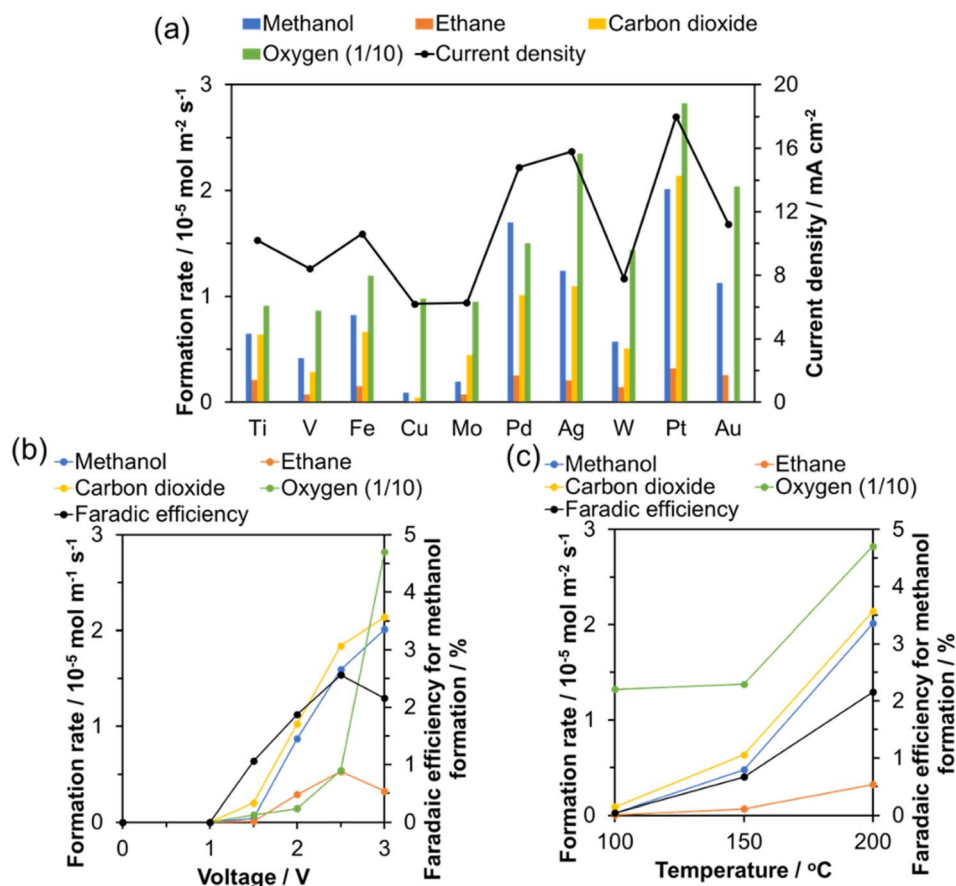 (a)
Methanol Ethane Carbon dioxide
Oxygen (1/10) Current density
Formation rate / 10⁻⁵ mol m⁻² s⁻¹
3
2
1
0
20
16
12
8
4
0
Current density / mA cm⁻²
Ti V Fe Cu Mo Pd Ag W Pt Au
(b)
Methanol Ethane
Carbon dioxide Oxygen (1/10)
Faradic efficiency
Formation rate / 10⁻⁵ mol m⁻¹ s⁻¹
3
2
1
0
5
4
3
2
1
0
Faradaic efficiency for methanol
formation / %
0 1 2 3
Voltage / V
(c)
Methanol Ethane
Carbon dioxide Oxygen (1/10)
Faradic efficiency
Formation rate / 10⁻⁵ mol m⁻² s⁻¹
3
2
1
0
5
4
3
2
1
0
Faradaic efficiency for methanol
formation / %
100 150 200
Temperature / ºC